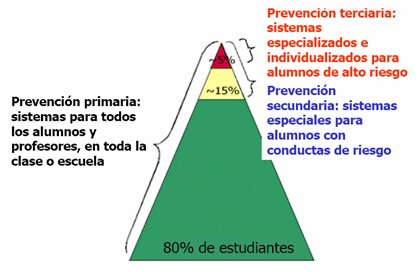 Prevención terciaria:
sistemas
especializados e
individualizados para
alumnos de alto riesgo
~5%
~15%
Prevención
secundaria: sistemas
especiales para
alumnos con
conductas de riesgo
Prevención primaria:
sistemas para todos
los alumnos y
profesores, en toda la
clase o escuela
80% de estudiantes